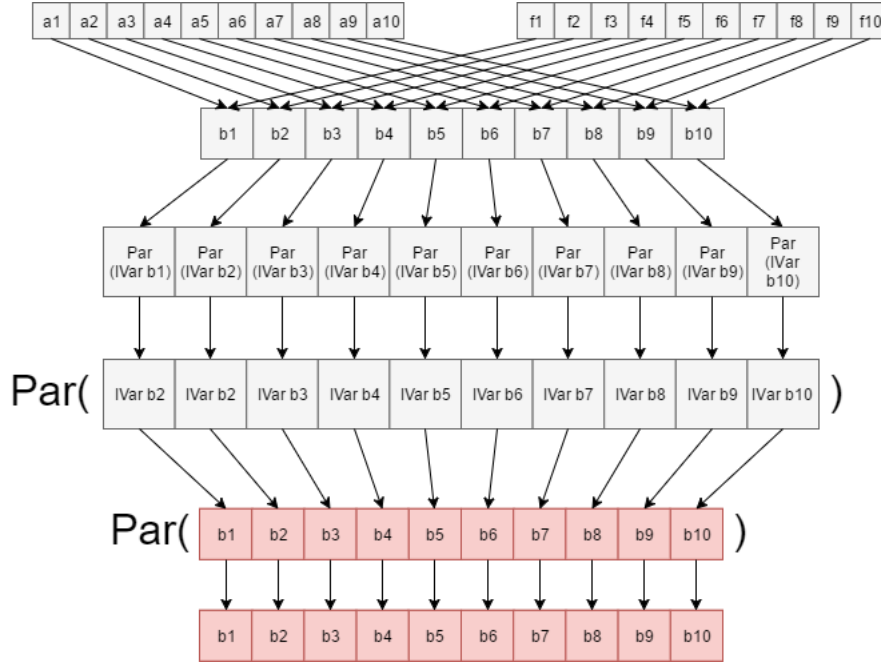 a1 a2 a3 a4 a5 a6 a7 a8 a9 a10 f1 f2 f3 f4 f5 f6 f7 f8 f9 f10
b1 b2 b3 b4 b5 b6 b7 b8 b9 b10
Par (IVar b1) Par (IVar b2) Par (IVar b3) Par (IVar b4) Par (IVar b5) Par (IVar b6) Par (IVar b7) Par (IVar b8) Par (IVar b9) Par (IVar b10)
Par( IVar b2 IVar b2 IVar b3 IVar b4 IVar b5 IVar b6 IVar b7 IVar b8 IVar b9 IVar b10 )
Par( b1 b2 b3 b4 b5 b6 b7 b8 b9 b10 )
b1 b2 b3 b4 b5 b6 b7 b8 b9 b10